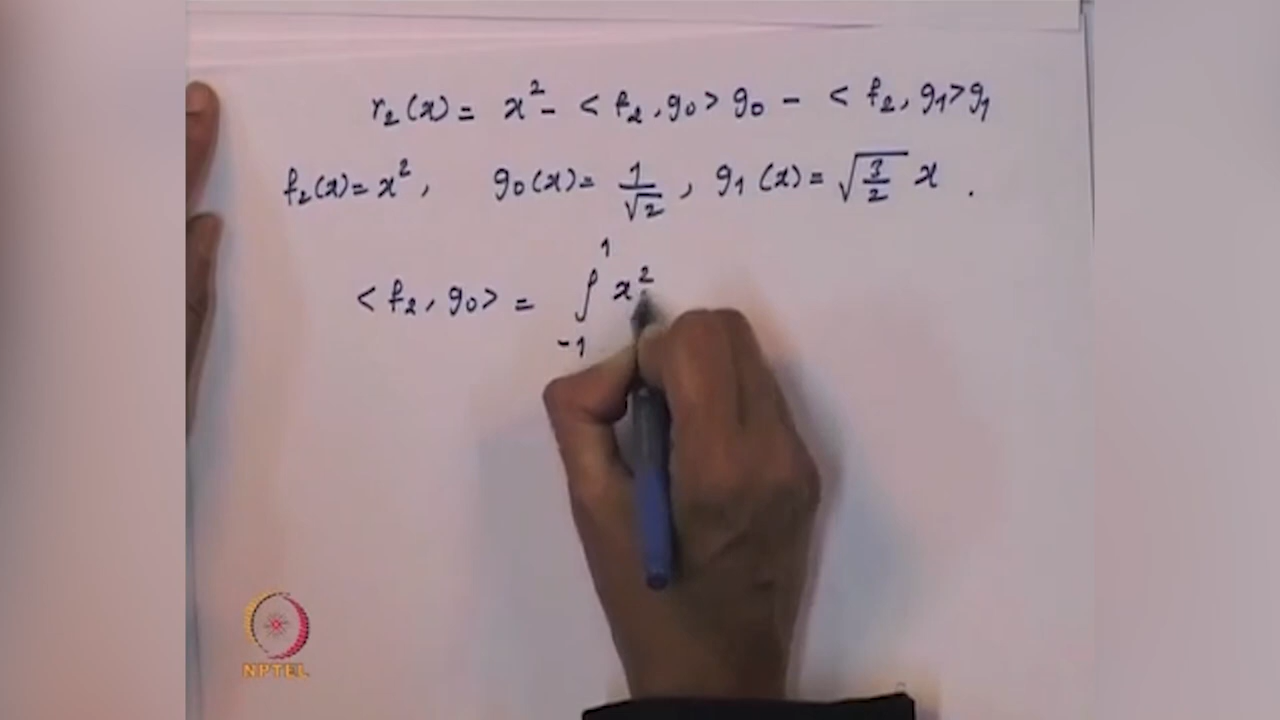 r₂(x) = x² - < f₂, g₀ > g₀ - < f₂, g₁ > g₁
f₂(x) = x², g₀(x) = 1/√2, g₁(x) = √(3/2) x .
< f₂, g₀ > = ∫₋₁¹ x²
NPTEL